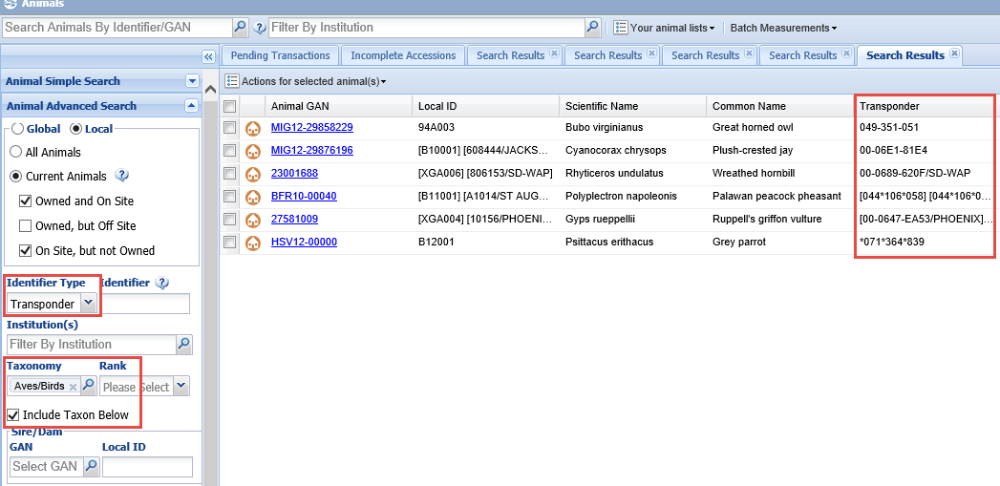 Animals
Search Animals By Identifier/GAN
Filter By Institution
Your animal lists
Batch Measurements
Pending Transactions
Incomplete Accessions
Search Results
Search Results
Search Results
Search Results
Search Results
Animal Simple Search
Animal Advanced Search
Global Local
All Animals
Current Animals
Owned and On Site
Owned, but Off Site
On Site, but not Owned
Identifier Type Identifier
Transponder
Institution(s)
Filter By Institution
Taxonomy Rank
Aves/Birds Please Select
Include Taxon Below
Sire/Dam
GAN Local ID
Select GAN
Actions for selected animal(s)
Animal GAN Local ID Scientific Name Common Name Transponder
MIG12-29858229 94A003 Bubo virginianus Great horned owl 049-351-051
MIG12-29876196 [B10001] [608444/JACKS... Cyanocorax chrysops Plush-crested jay 00-06E1-81E4
23001688 [XGA006] [806153/SD-WAP] Rhyticeros undulatus Wreathed hornbill 00-0689-620F/SD-WAP
BFR10-00040 [B11001] [A1014/ST AUG... Polyplectron napoleonis Palawan peacock pheasant [044*106*058] [044*106*0...
27581009 [XGA004] [10156/PHOENI... Gyps rueppellii Ruppell's griffon vulture [00-0647-EA53/PHOENIX]...
HSV12-00000 B12001 Psittacus erithacus Grey parrot *071*364*839